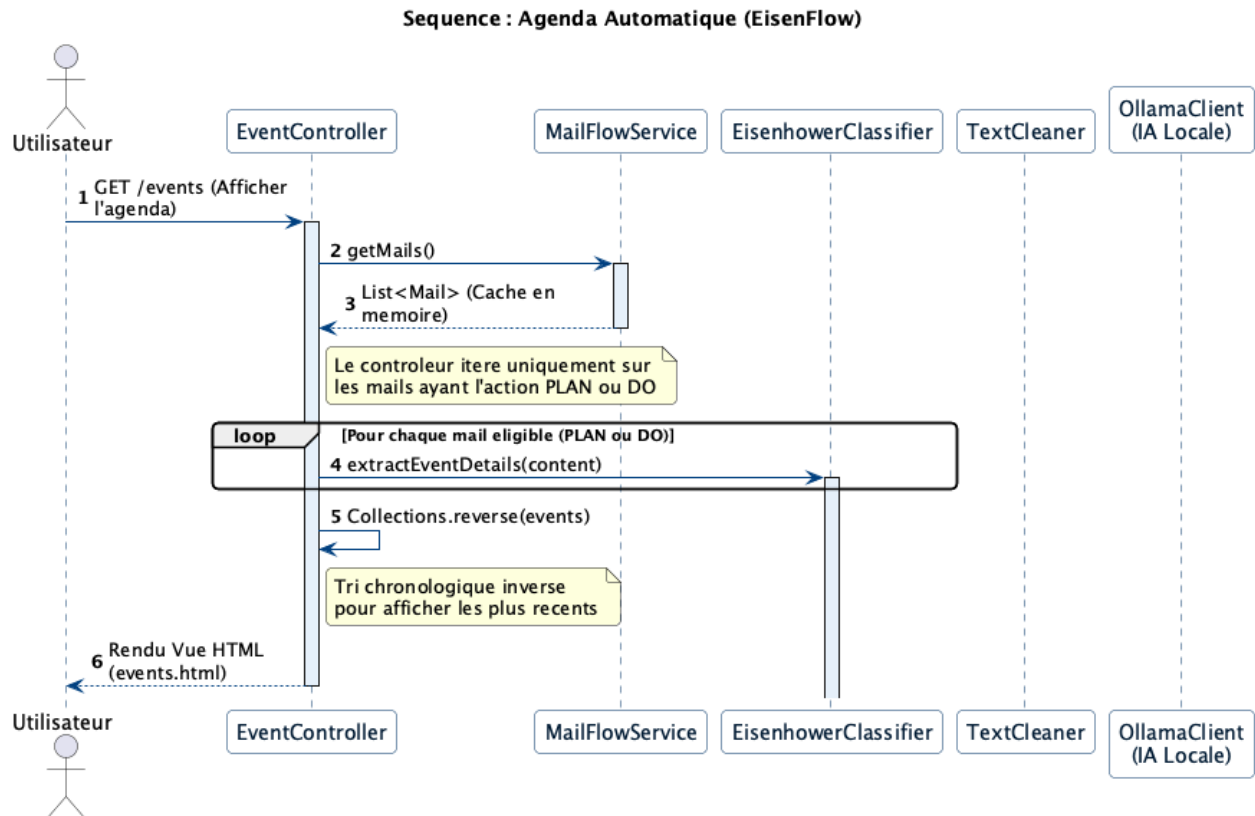 Sequence : Agenda Automatique (EisenFlow)
Utilisateur
EventController
MailFlowService
EisenhowerClassifier
TextCleaner
OllamaClient
(IA Locale)
1 GET /events (Afficher
l'agenda)
2 getMails()
3 List<Mail> (Cache en
memoire)
Le controleur itere uniquement sur
les mails ayant l'action PLAN ou DO
loop [Pour chaque mail eligible (PLAN ou DO)]
4 extractEventDetails(content)
5 Collections.reverse(events)
Tri chronologique inverse
pour afficher les plus recents
6 Rendu Vue HTML
(events.html)
Utilisateur
EventController
MailFlowService
EisenhowerClassifier
TextCleaner
OllamaClient
(IA Locale)